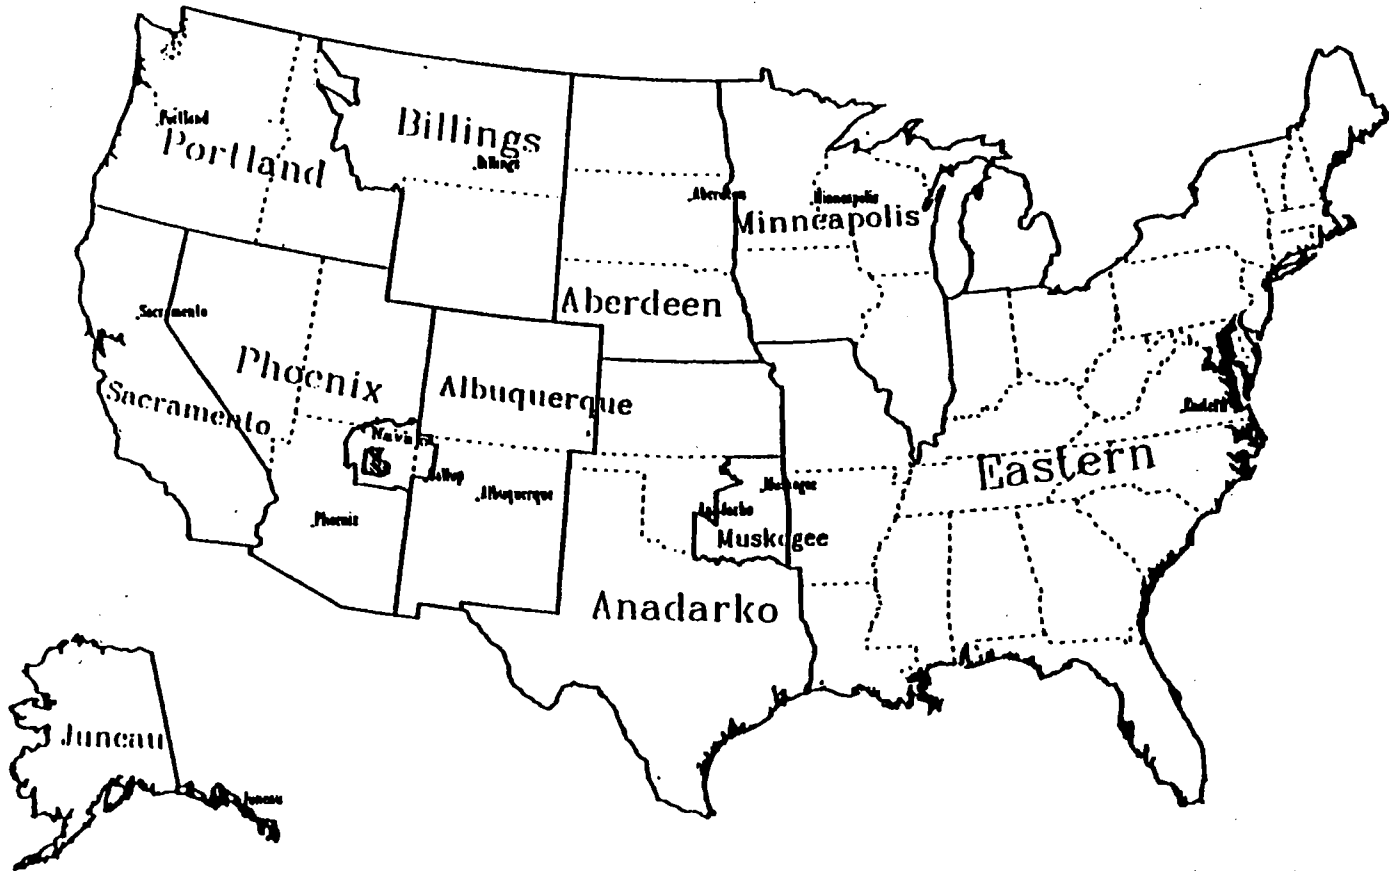 Portland
Portland
Billings
Billings
Aberdeen
Minneapolis
Minneapolis
Aberdeen
Sacramento
Phoenix
Albuquerque
Sacramento
Eastern
Gallup
Albuquerque
Muskogee
Phoenix
Anadarko
Muskogee
Anadarko
Juneau
Juneau